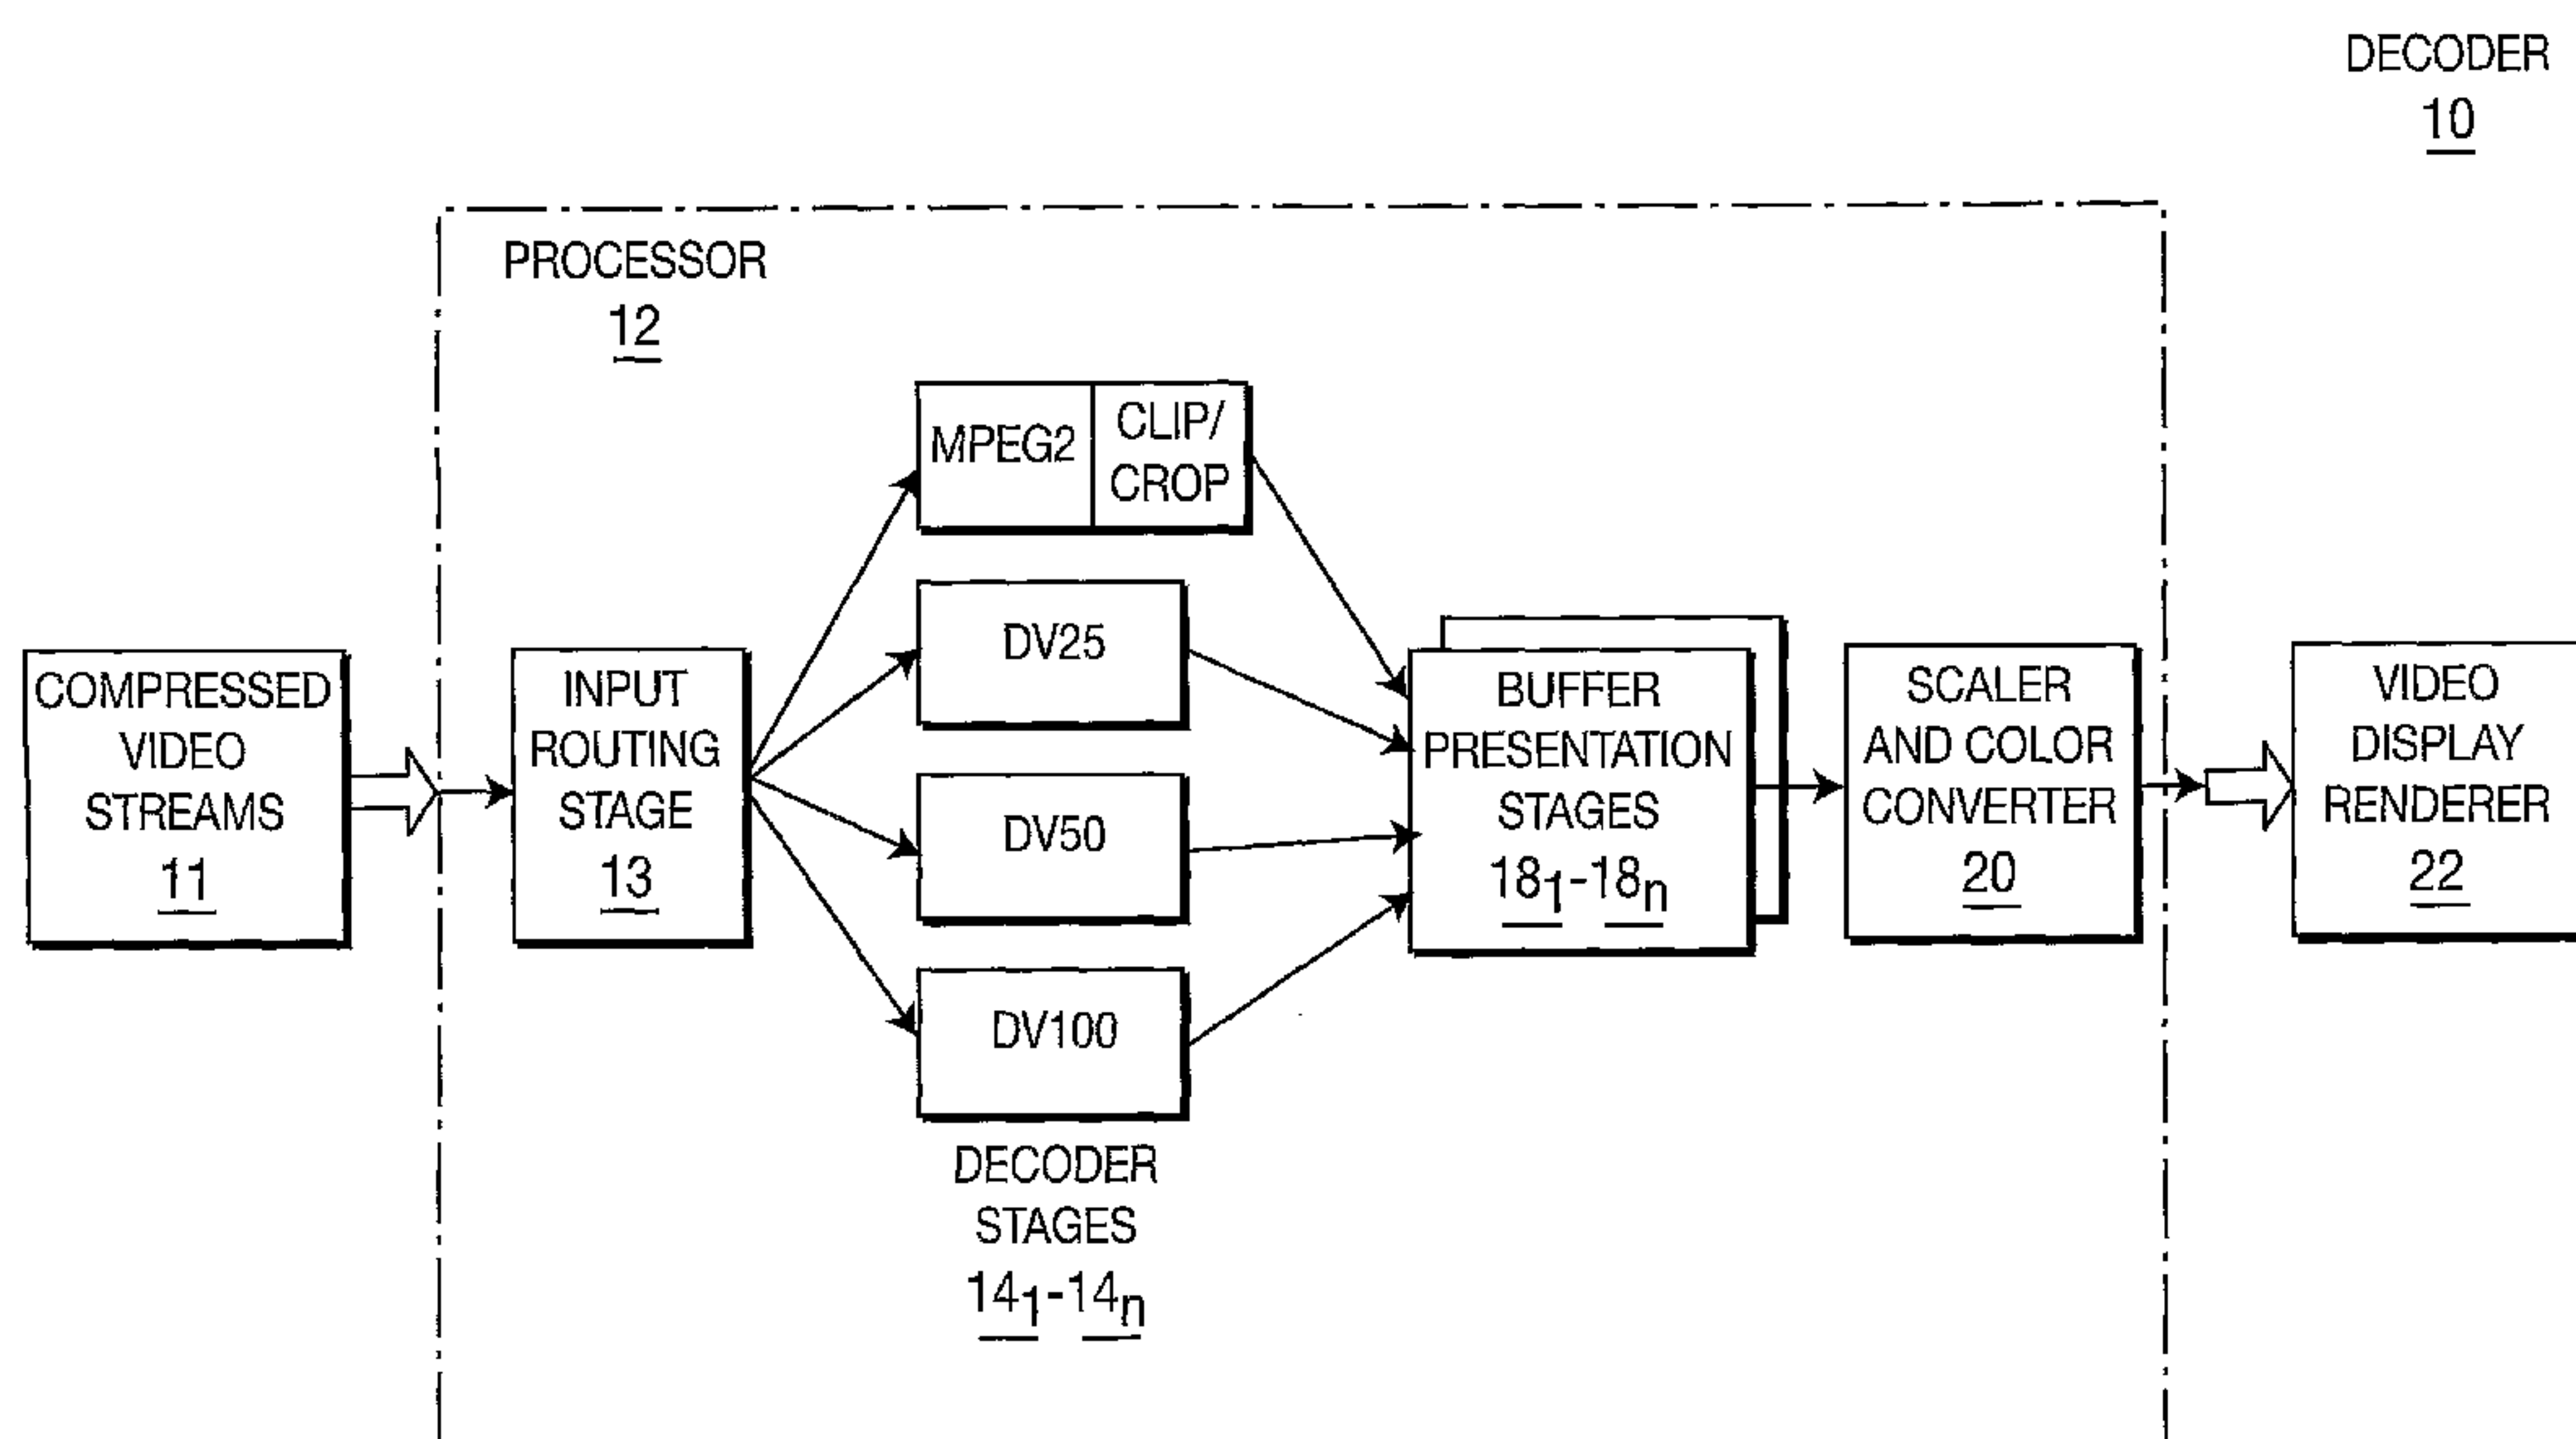 DECODER
10
PROCESSOR
12
COMPRESSED
VIDEO
STREAMS
11
INPUT
ROUTING
STAGE
13
MPEG2
CLIP/
CROP
DV25
DV50
DV100
DECODER
STAGES
14₁-14ₙ
BUFFER
PRESENTATION
STAGES
18₁-18ₙ
SCALER
AND COLOR
CONVERTER
20
VIDEO
DISPLAY
RENDERER
22